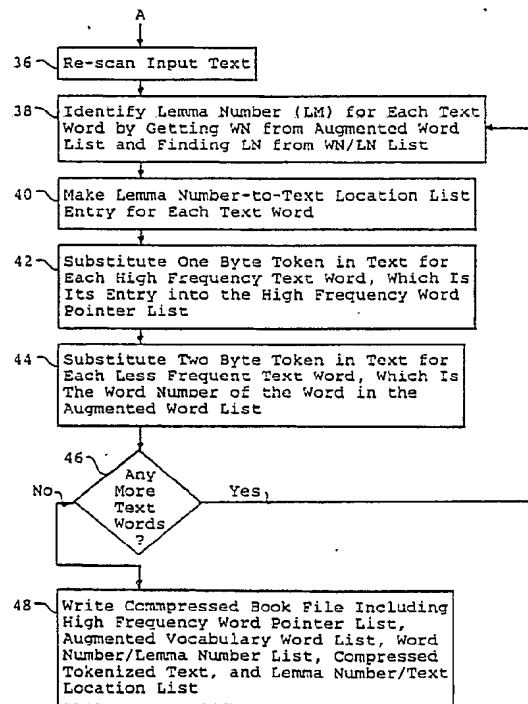 A
36 Re-scan Input Text
38 Identify Lemma Number (LM) for Each Text
Word by Getting WN from Augmented Word
List and Finding LN from WN/LN List
40 Make Lemma Number-to-Text Location List
Entry for Each Text Word
42 Substitute One Byte Token in Text for
Each High Frequency Text Word, Which Is
Its Entry into the High Frequency Word
Pointer List
44 Substitute Two Byte Token in Text for
Each Less Frequent Text Word, Which Is
The Word Number of the Word in the
Augmented Word List
46
Any
More
Text
Words
?
No
Yes
48 Write Commpressed Book File Including
High Frequency Word Pointer List,
Augmented Vocabulary Word List, Word
Number/Lemma Number List, Compressed
Tokenized Text, and Lemma Number/Text
Location List